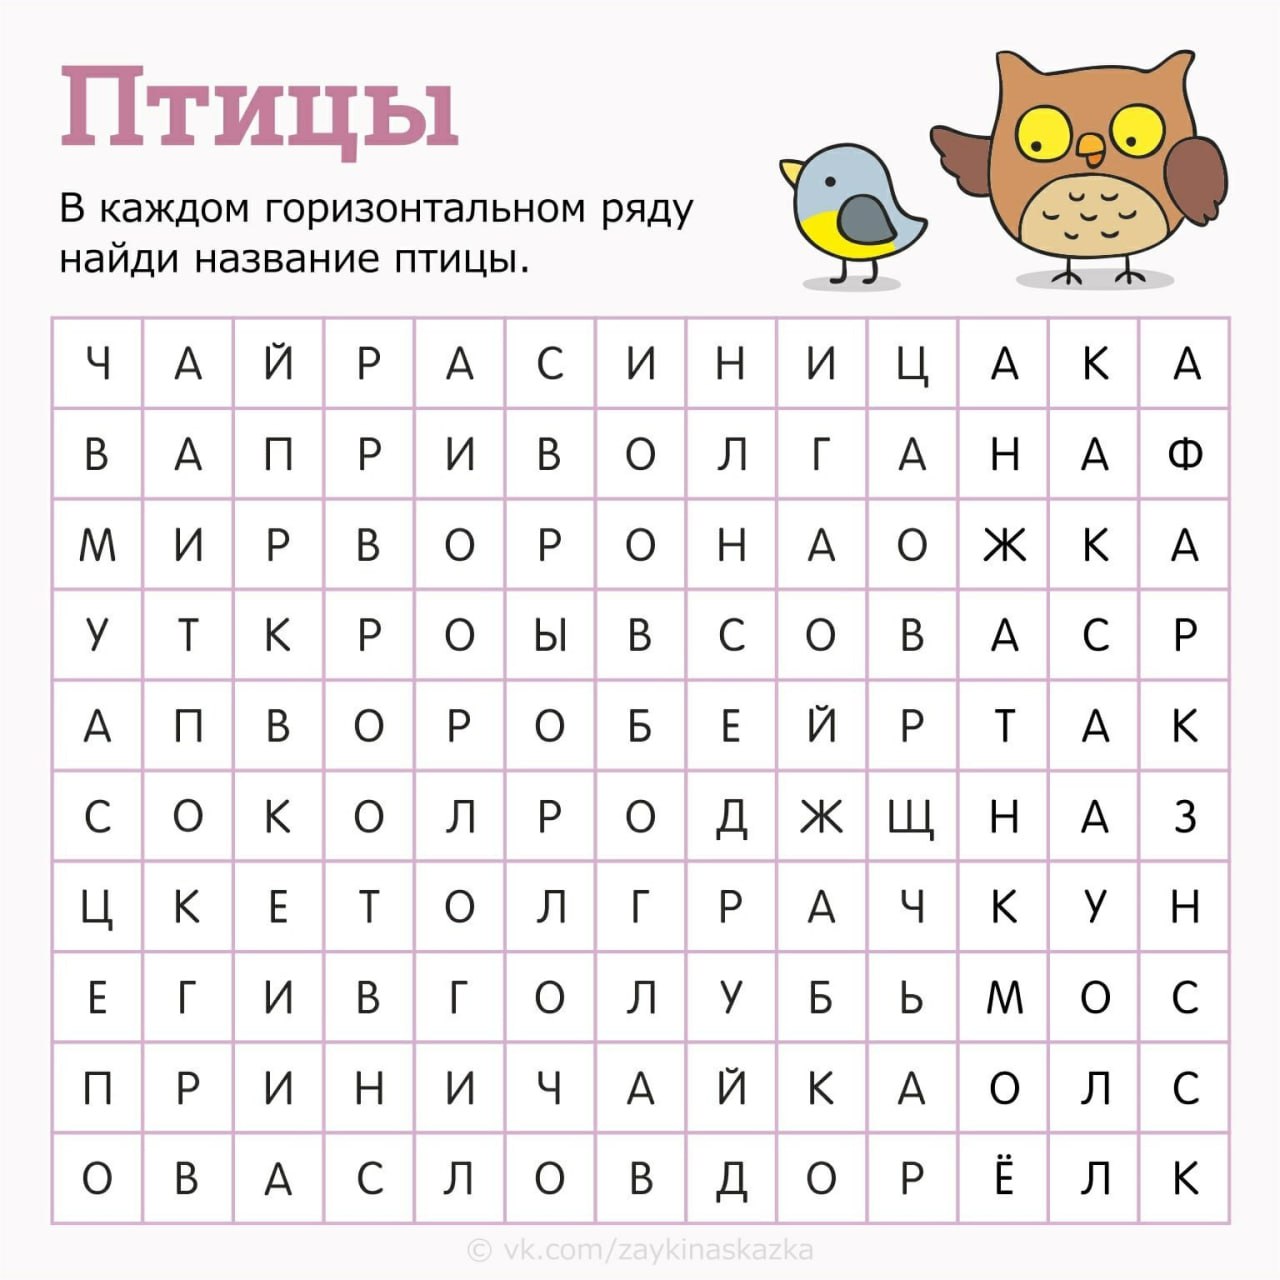 Птицы
В каждом горизонтальном ряду
найди название птицы.
Ч А Й Р А С И Н И Ц А К А
В А П Р И В О Л Г А Н А Ф
М И Р В О Р О Н А О Ж К А
У Т К Р О Ы В С О В А С Р
А П В О Р О Б Е Й Р Т А К
С О К О Л Р О Д Ж Щ Н А З
Ц К Е Т О Л Г Р А Ч К У Н
Е Г И В Г О Л У Б Ь М О С
П Р И Н И Ч А Й К А О Л С
О В А С Л О В Д О Р Ё Л К
© vk.com/zaykinaskazka